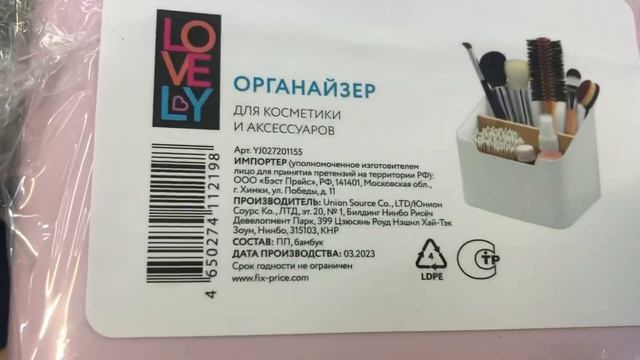 LOVELY
ОРГАНАЙЗЕР
ДЛЯ КОСМЕТИКИ
И АКСЕССУАРОВ
Арт. YJ027201155
ИМПОРТЕР (уполномоченное изготовителем
лицо для принятия претензий на территории РФ):
ООО «Бэст Прайс», РФ, 141401, Московская обл.,
г. Химки, ул. Победы, д. 11
ПРОИЗВОДИТЕЛЬ: Union Source Co., LTD/Юнион
Соурс Ко., ЛТД, эт. 20, № 1, Билдинг Нинбо Рисёч
Девелопмент Парк, 399 Цзюсянь Роуд Нэшнл Хай-Тэк
Зоун, Нинбо, 315103, КНР
СОСТАВ: ПП, бамбук
ДАТА ПРОИЗВОДСТВА: 03.2023
Срок годности не ограничен
www.fix-price.com
4 650274 112198
4
LDPE
СТР